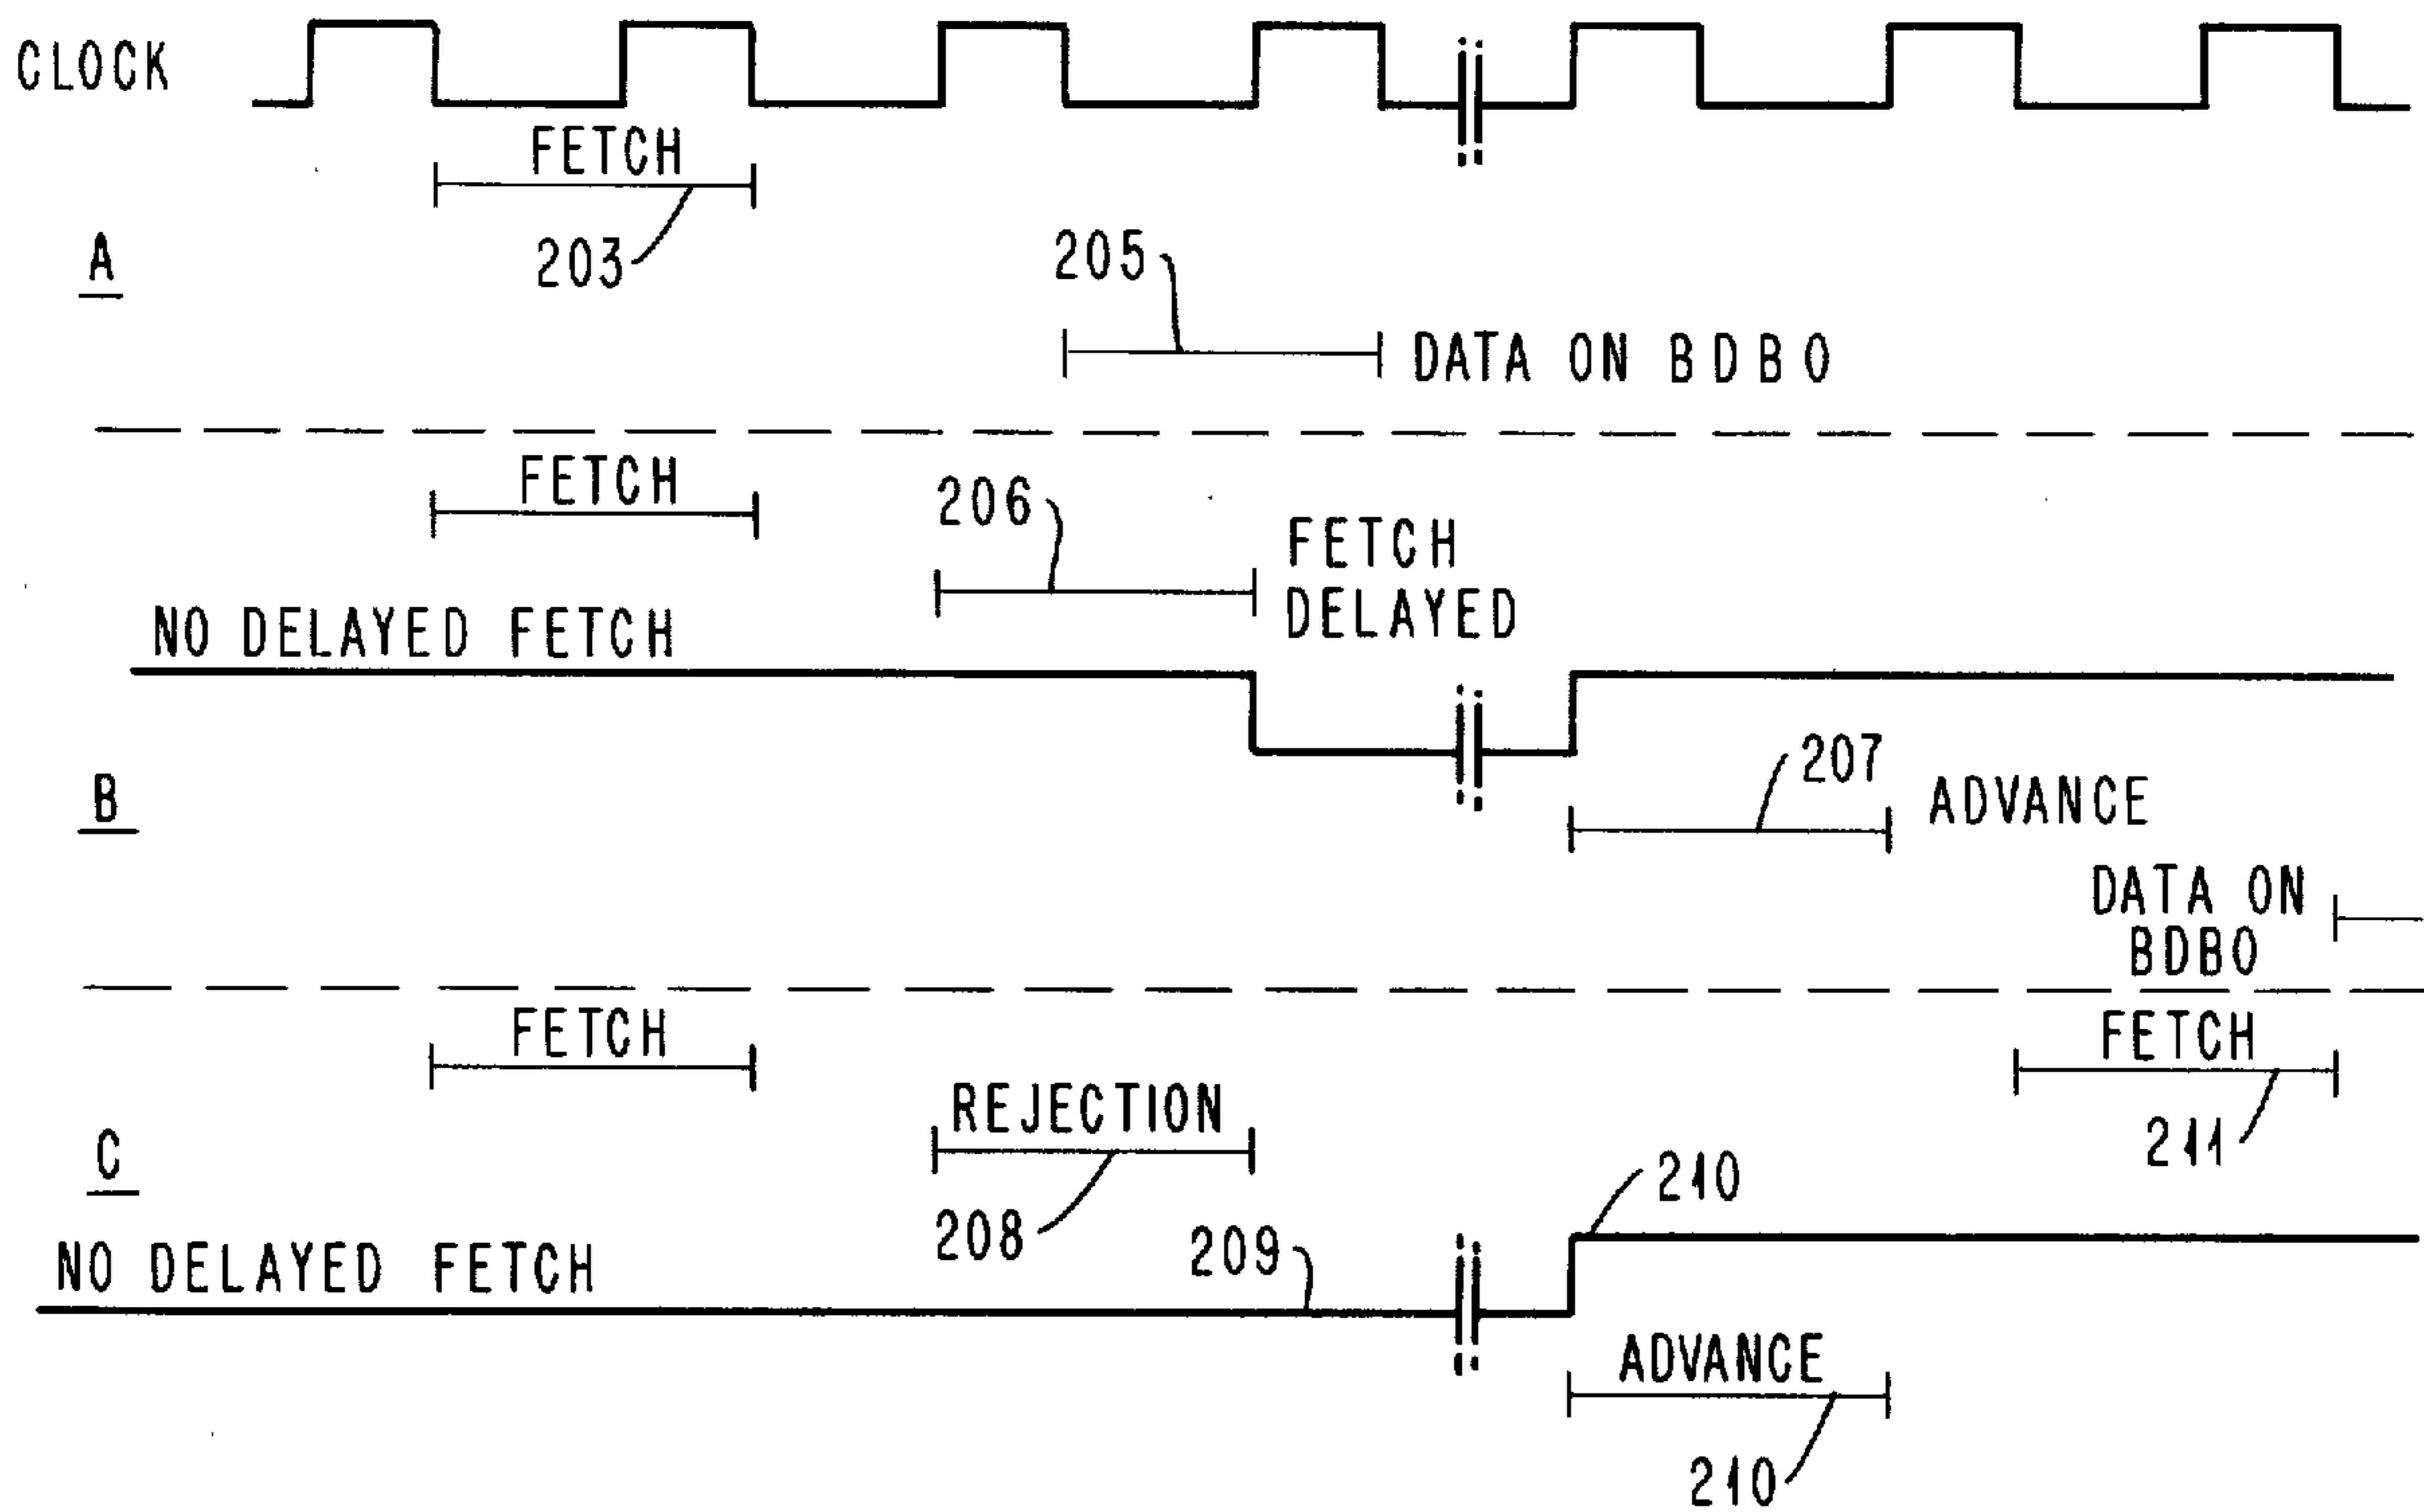 CLOCK
FETCH
203
A
205
DATA ON BDBO
FETCH
206
FETCH
DELAYED
NO DELAYED FETCH
207
ADVANCE
B
DATA ON
BDBO
FETCH
FETCH
REJECTION
211
C
210
208
209
NO DELAYED FETCH
ADVANCE
210